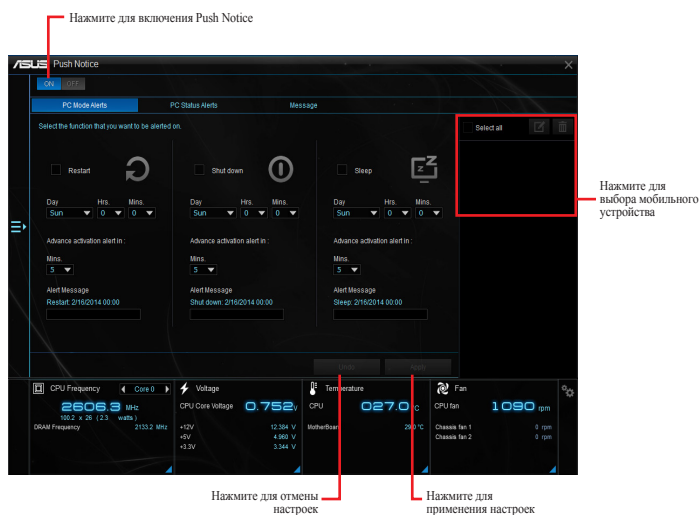 Нажмите для включения Push Notice
ASUS Push Notice
ON OFF
PC Mode Alerts PC Status Alerts Message
Select the function that you want to be alerted on.
Select all
Restart Shut down Sleep
Нажмите для
выбора мобильного
устройства
Day Hrs. Mins. Day Hrs. Mins. Day Hrs. Mins.
Sun 0 0 Sun 0 0 Sun 0 0
Advance activation alert in : Advance activation alert in : Advance activation alert in :
Mins. Mins. Mins.
5 5 5
Alert Message Alert Message Alert Message
Restart: 2/16/2014 00:00 Shut down: 2/16/2014 00:00 Sleep: 2/16/2014 00:00
Undo Apply
CPU Frequency Core 0 Voltage Temperature Fan
2606.3 MHz CPU Core Voltage 0.752 V CPU 027.0 °C CPU fan 1090 rpm
100.2 x 26 ( 2.3 watts )
DRAM Frequency 2133.2 MHz +12V 12.384 V MotherBoard 29.0 °C Chassis fan 1 0 rpm
+5V 4.960 V Chassis fan 2 0 rpm
+3.3V 3.344 V
Нажмите для отмены
настроек
Нажмите для
применения настроек